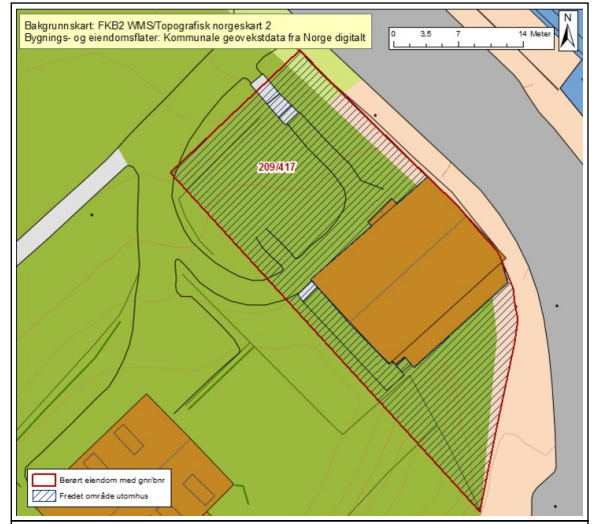 Bakgrunnskart: FKB2 WMS/Topografisk norgeskart 2
Bygnings- og eiendomsflater: Kommunale geovekstdata fra Norge digitalt
0 3,5 7 14 Meter
N
209/417
Berørt eiendom med gnr/bnr
Fredet område utomhus